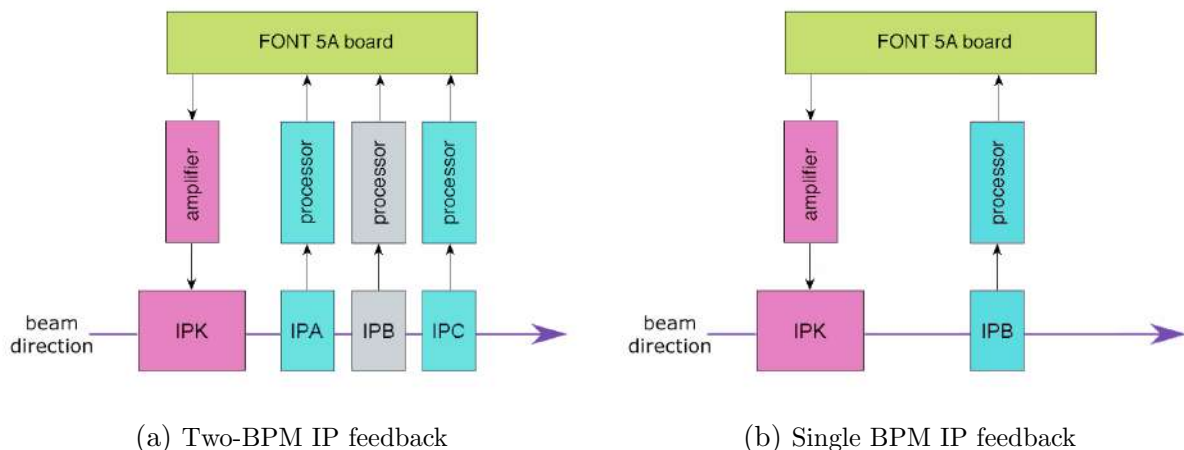 FONT 5A board
amplifier
processor
processor
processor
IPK
IPA
IPB
IPC
beam
direction
(a) Two-BPM IP feedback
FONT 5A board
amplifier
processor
IPK
IPB
beam
direction
(b) Single BPM IP feedback